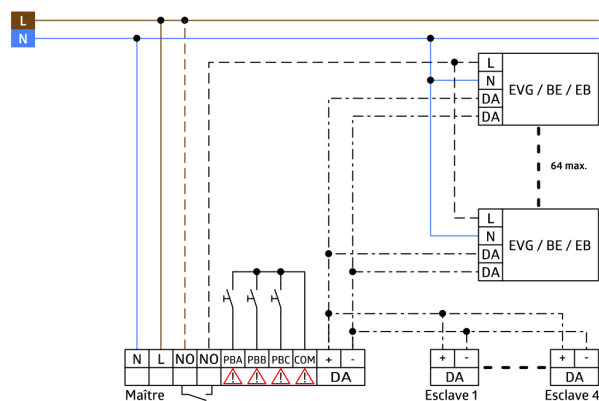 L
N
L
N
DA
DA
EVG / BE / EB
64 max.
L
N
DA
DA
EVG / BE / EB
N L NO NO PBA PBB PBC COM + -
DA
Maître
+ -
DA
Esclave 1
+ -
DA
Esclave 4